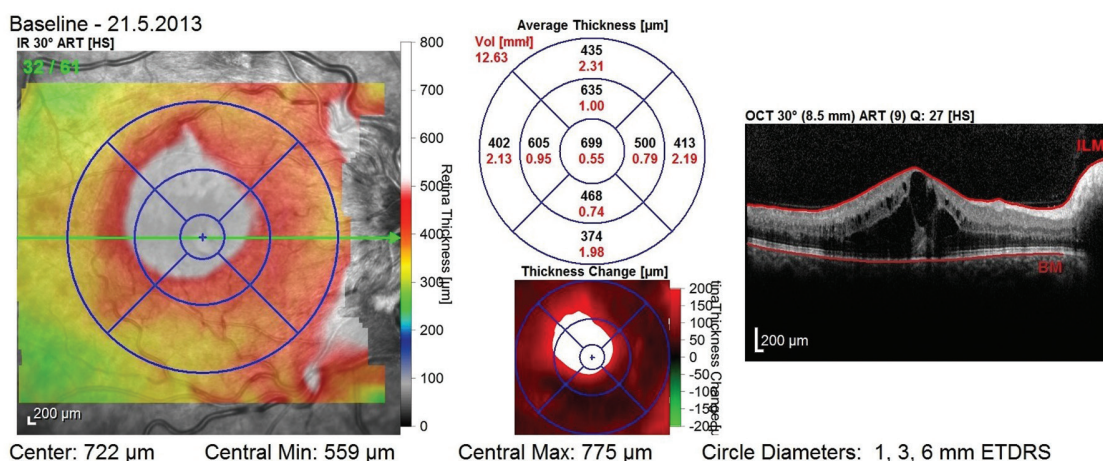 Baseline - 21.5.2013
IR 30° ART [HS]
32 / 61
800
700
600
500
400
300
200
100
0
Retina Thickness [µm]
200 µm
Average Thickness [µm]
Vol [mmł]
12.63
435
2.31
635
1.00
402 605 699 500 413
2.13 0.95 0.55 0.79 2.19
468
0.74
374
1.98
Thickness Change [µm]
200
150
100
50
0
-50
-100
-150
-200
OCT 30° (8.5 mm) ART (9) Q: 27 [HS]
ILM
BM
200 µm
Center: 722 µm Central Min: 559 µm Central Max: 775 µm Circle Diameters: 1, 3, 6 mm ETDRS